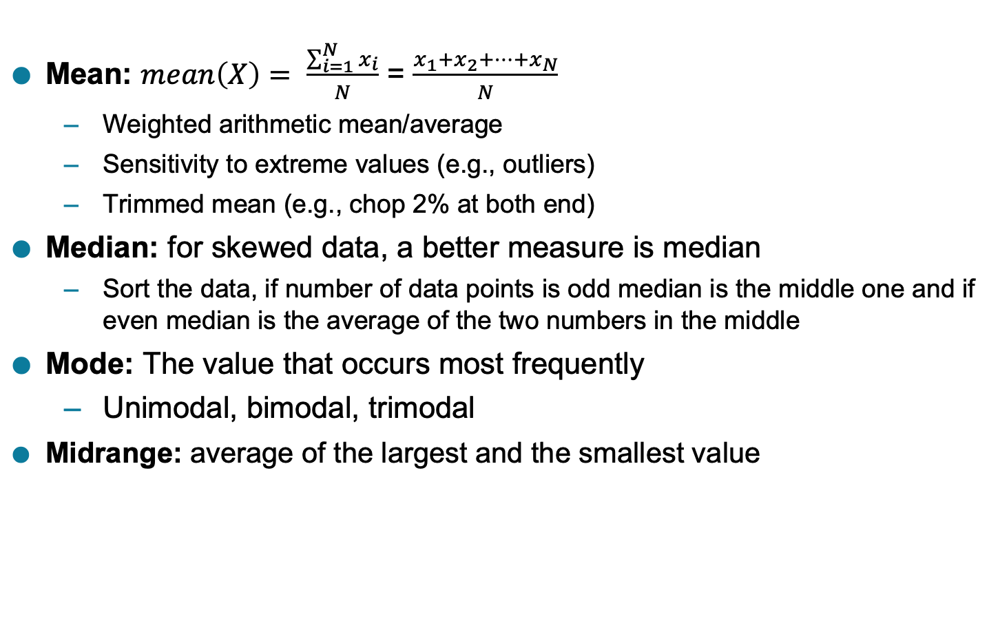 ● Mean: mean(X) = \frac{\sum_{i=1}^{N} x_i}{N} = \frac{x_1+x_2+⋯+x_N}{N}
– Weighted arithmetic mean/average
– Sensitivity to extreme values (e.g., outliers)
– Trimmed mean (e.g., chop 2% at both end)
● Median: for skewed data, a better measure is median
– Sort the data, if number of data points is odd median is the middle one and if
even median is the average of the two numbers in the middle
● Mode: The value that occurs most frequently
– Unimodal, bimodal, trimodal
● Midrange: average of the largest and the smallest value